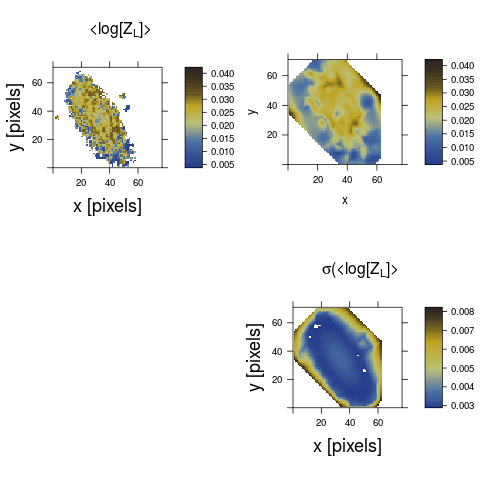 <log[Z_L]>
60
40
20
20 40 60
y [pixels]
x [pixels]
0.040
0.035
0.030
0.025
0.020
0.015
0.010
0.005
60
40
20
20 40 60
y
x
0.040
0.035
0.030
0.025
0.020
0.015
0.010
0.005
σ(<log[Z_L]>
60
40
20
20 40 60
y [pixels]
x [pixels]
0.008
0.007
0.006
0.005
0.004
0.003